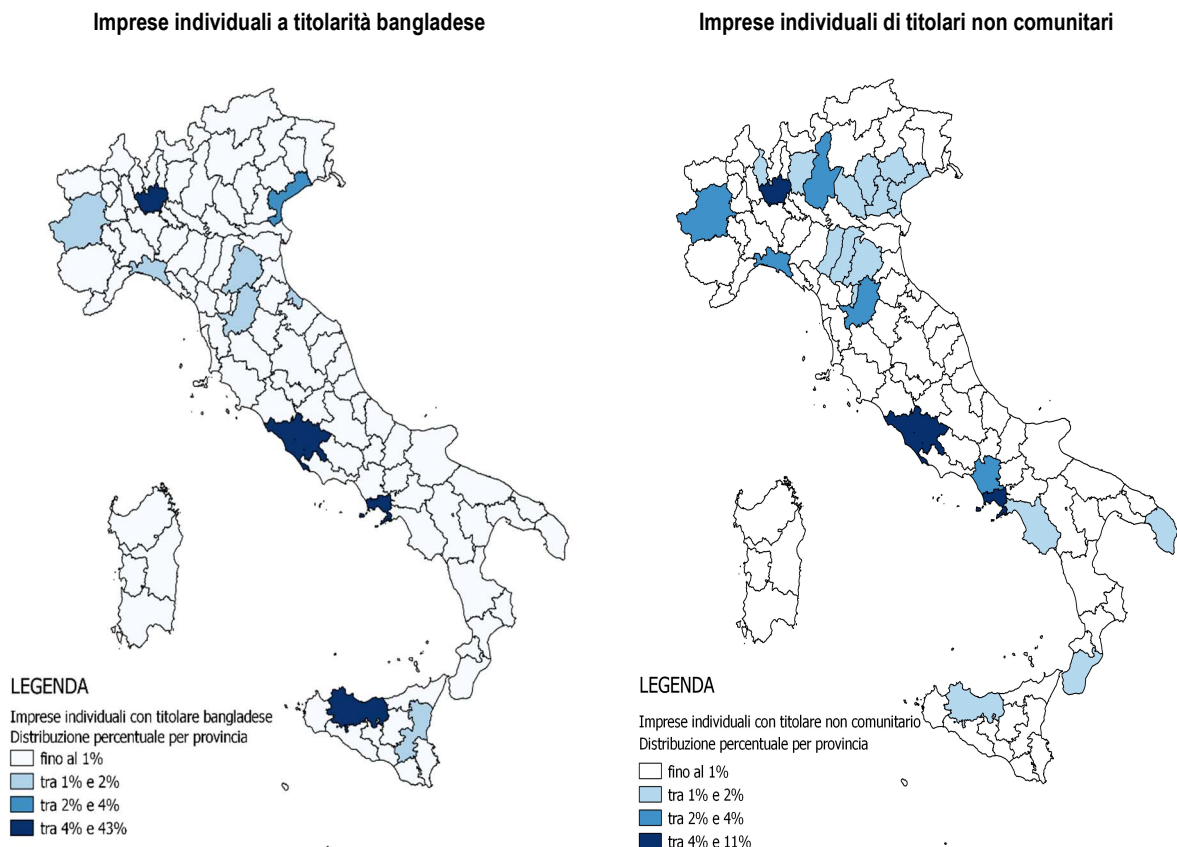 Imprese individuali a titolarità bangladese
Imprese individuali di titolari non comunitari
LEGENDA
Imprese individuali con titolare bangladese
Distribuzione percentuale per provincia
fino al 1%
tra 1% e 2%
tra 2% e 4%
tra 4% e 43%
LEGENDA
Imprese individuali con titolare non comunitario
Distribuzione percentuale per provincia
fino al 1%
tra 1% e 2%
tra 2% e 4%
tra 4% e 11%